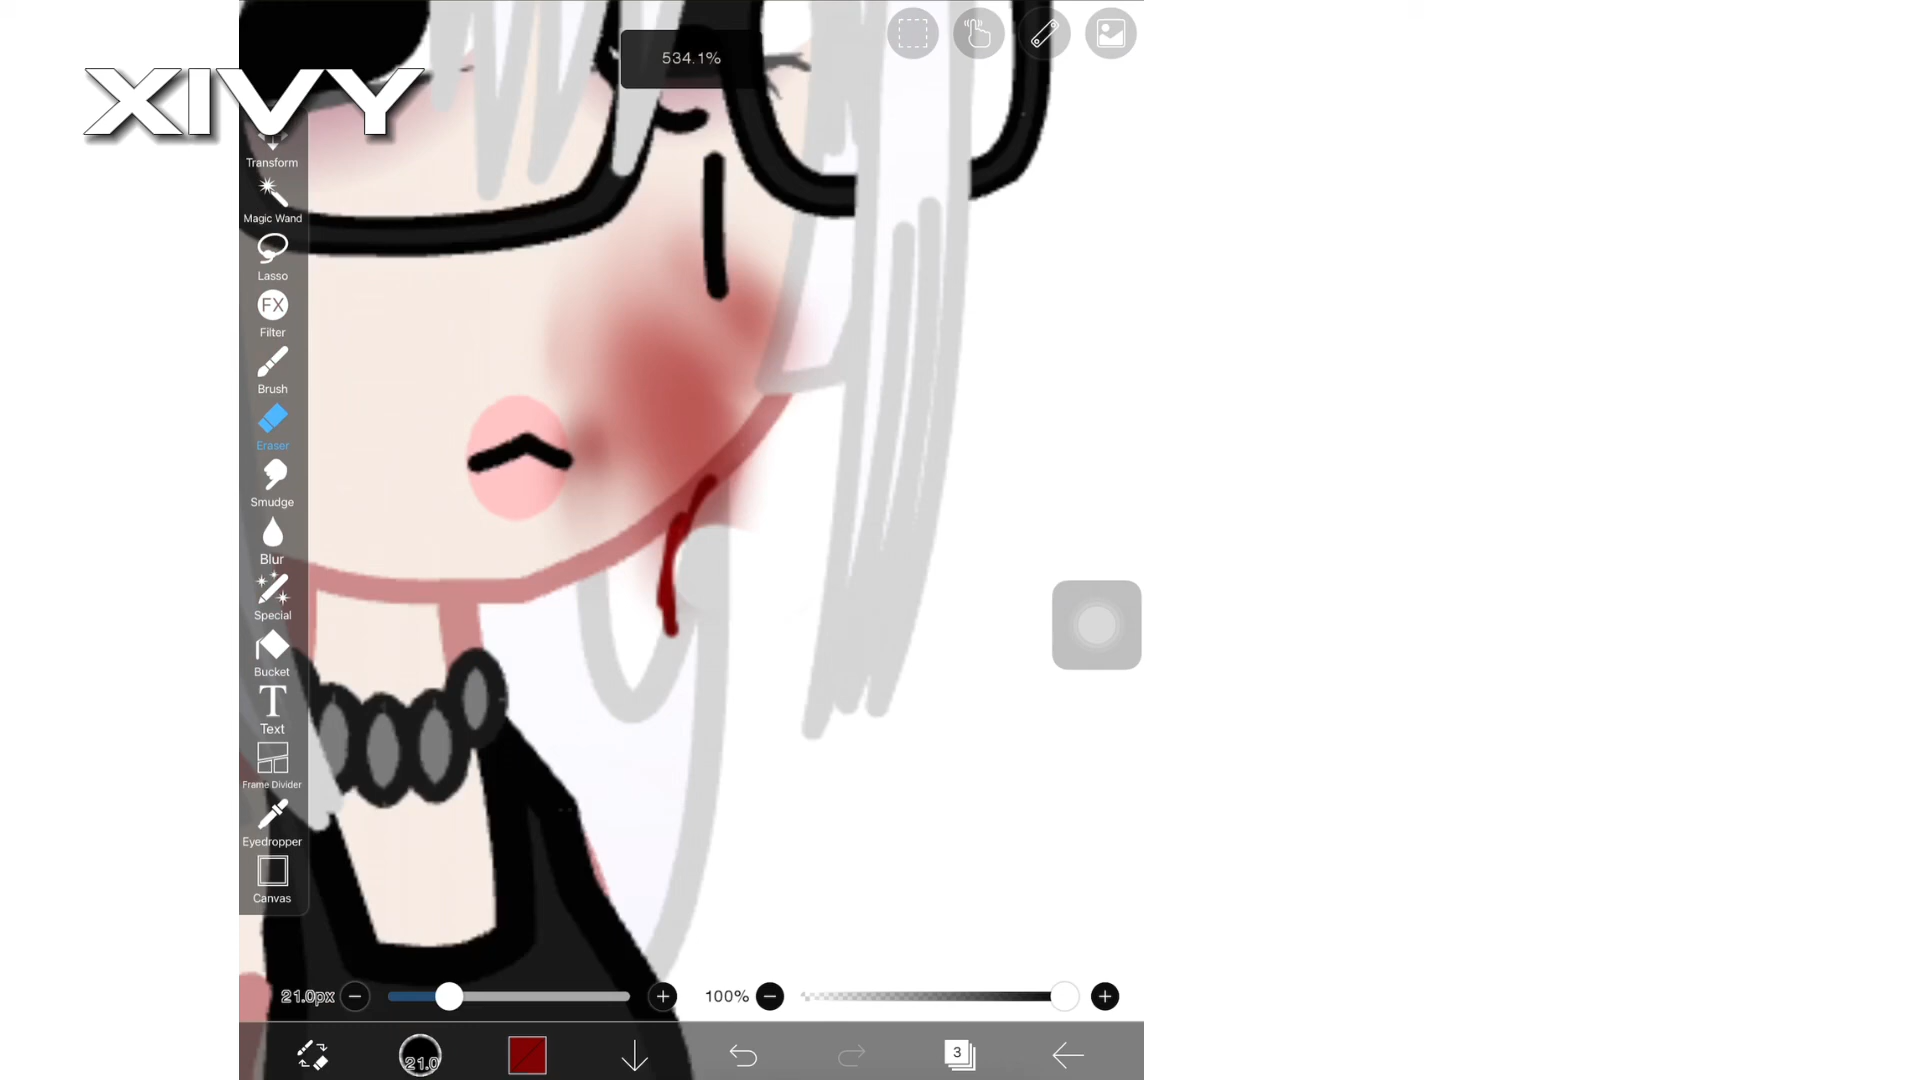 534.1%
XIVY
Transform
Magic Wand
Lasso
FX
Filter
Brush
Eraser
Smudge
Blur
Special
Bucket
T
Text
Frame Divider
Eyedropper
Canvas
21.0px
100%
21.0
3